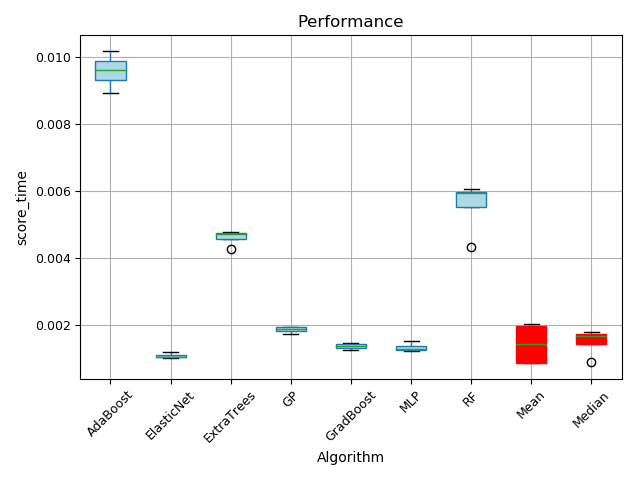 Performance
score_time
0.010
0.008
0.006
0.004
0.002
AdaBoost
ElasticNet
ExtraTrees
GP
GradBoost
MLP
RF
Mean
Median
Algorithm